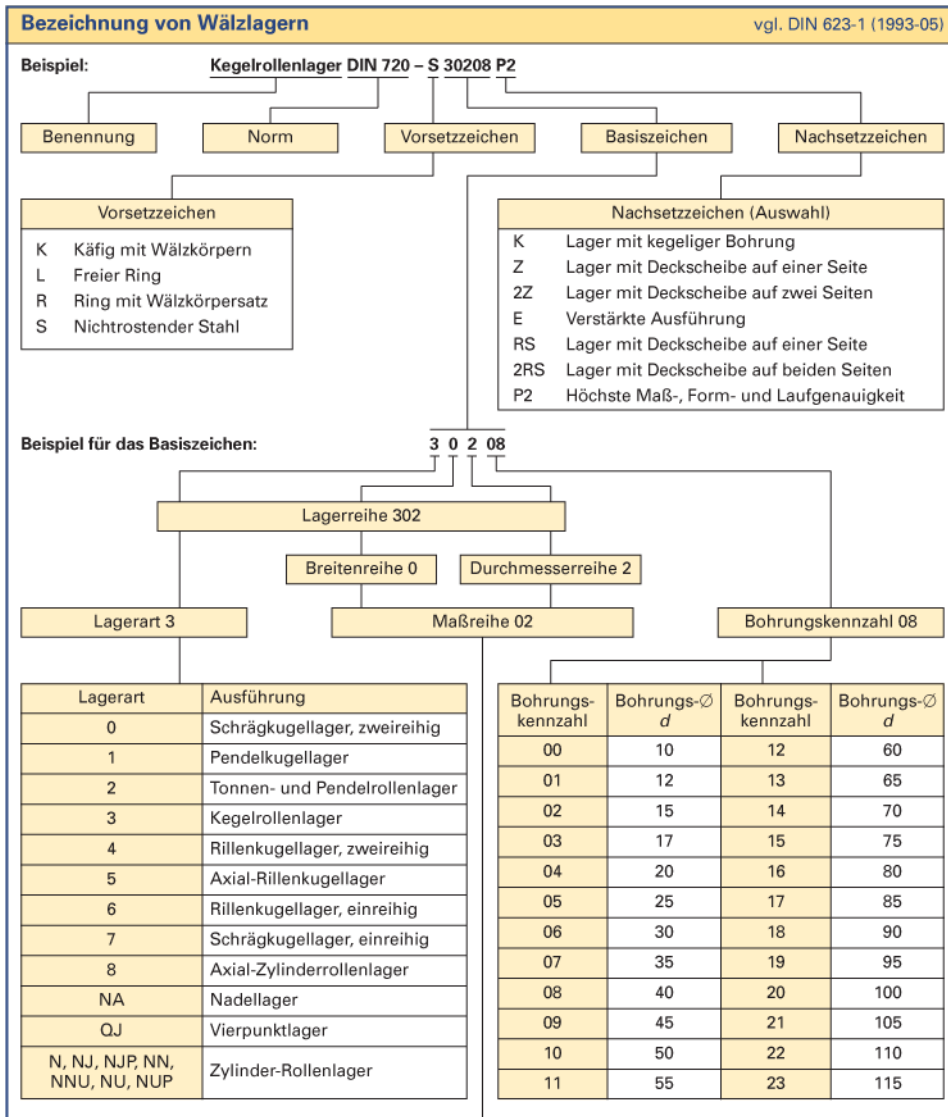 Bezeichnung von Wälzlagern vgl. DIN 623-1 (1993-05)
Beispiel: Kegelrollenlager DIN 720 – S 30208 P2
Benennung Norm Vorsetzzeichen Basiszeichen Nachsetzzeichen
Vorsetzzeichen
K Käfig mit Wälzkörpern
L Freier Ring
R Ring mit Wälzkörpersatz
S Nichtrostender Stahl
Nachsetzzeichen (Auswahl)
K Lager mit kegeliger Bohrung
Z Lager mit Deckscheibe auf einer Seite
2Z Lager mit Deckscheibe auf zwei Seiten
E Verstärkte Ausführung
RS Lager mit Deckscheibe auf einer Seite
2RS Lager mit Deckscheibe auf beiden Seiten
P2 Höchste Maß-, Form- und Laufgenauigkeit
Beispiel für das Basiszeichen: 3 0 2 08
Lagerreihe 302
Breitenreihe 0 Durchmesserreihe 2
Lagerart 3 Maßreihe 02 Bohrungskennzahl 08
Lagerart Ausführung
0 Schrägkugellager, zweireihig
1 Pendelkugellager
2 Tonnen- und Pendelrollenlager
3 Kegelrollenlager
4 Rillenkugellager, zweireihig
5 Axial-Rillenkugellager
6 Rillenkugellager, einreihig
7 Schrägkugellager, einreihig
8 Axial-Zylinderrollenlager
NA Nadellager
QJ Vierpunktlager
N, NJ, NJP, NN,
NNU, NU, NUP
Zylinder-Rollenlager
Bohrungs- Bohrungs-Ø Bohrungs- Bohrungs-Ø
kennzahl d kennzahl d
00 10 12 60
01 12 13 65
02 15 14 70
03 17 15 75
04 20 16 80
05 25 17 85
06 30 18 90
07 35 19 95
08 40 20 100
09 45 21 105
10 50 22 110
11 55 23 115